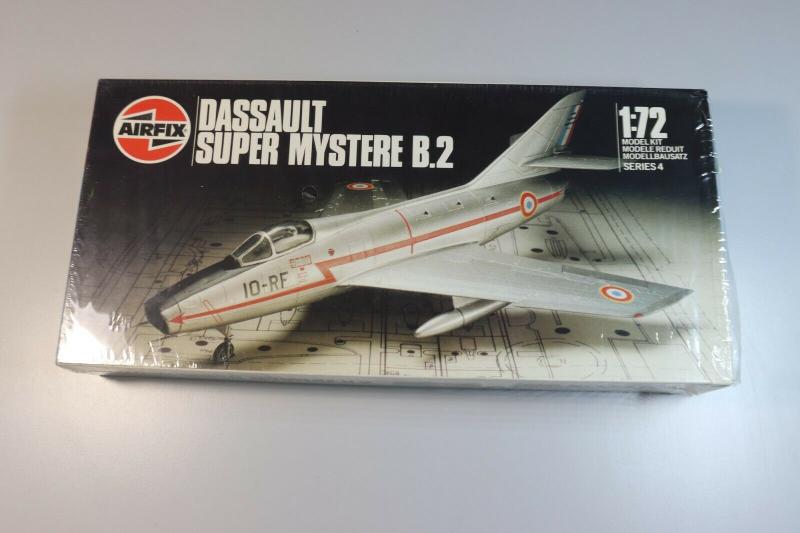 AIRFIX
DASSAULT
SUPER MYSTERE B.2
1:72
MODEL KIT
MODELE REDUIT
MODELLBAUSATZ
SERIES 4
10-RF